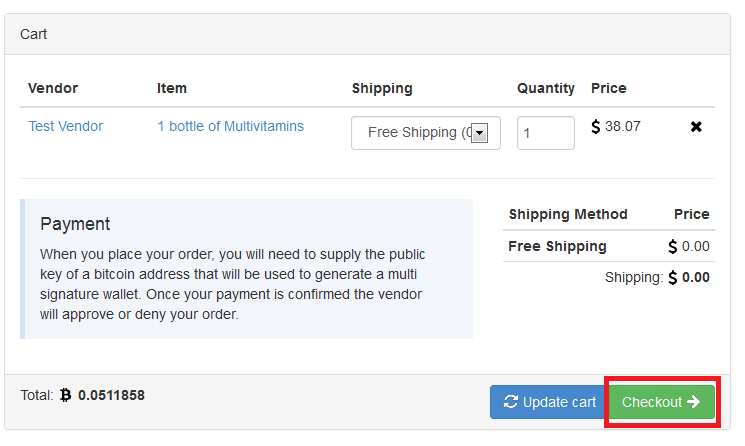 Cart
Vendor Item Shipping Quantity Price
Test Vendor 1 bottle of Multivitamins Free Shipping (0 1 $ 38.07
Payment
When you place your order, you will need to supply the public
key of a bitcoin address that will be used to generate a multi
signature wallet. Once your payment is confirmed the vendor
will approve or deny your order.
Shipping Method Price
Free Shipping $ 0.00
Shipping: $ 0.00
Total: ₿ 0.0511858
Update cart
Checkout